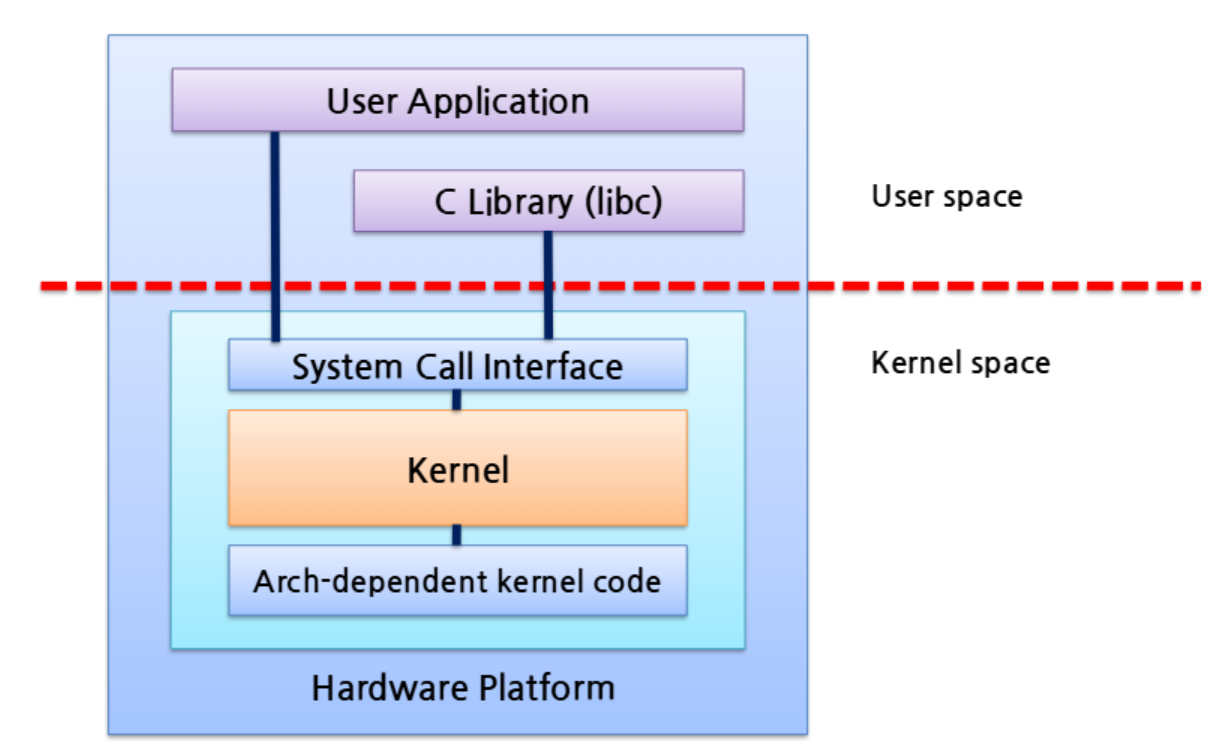 User Application
C Library (libc)
User space
System Call Interface
Kernel space
Kernel
Arch-dependent kernel code
Hardware Platform